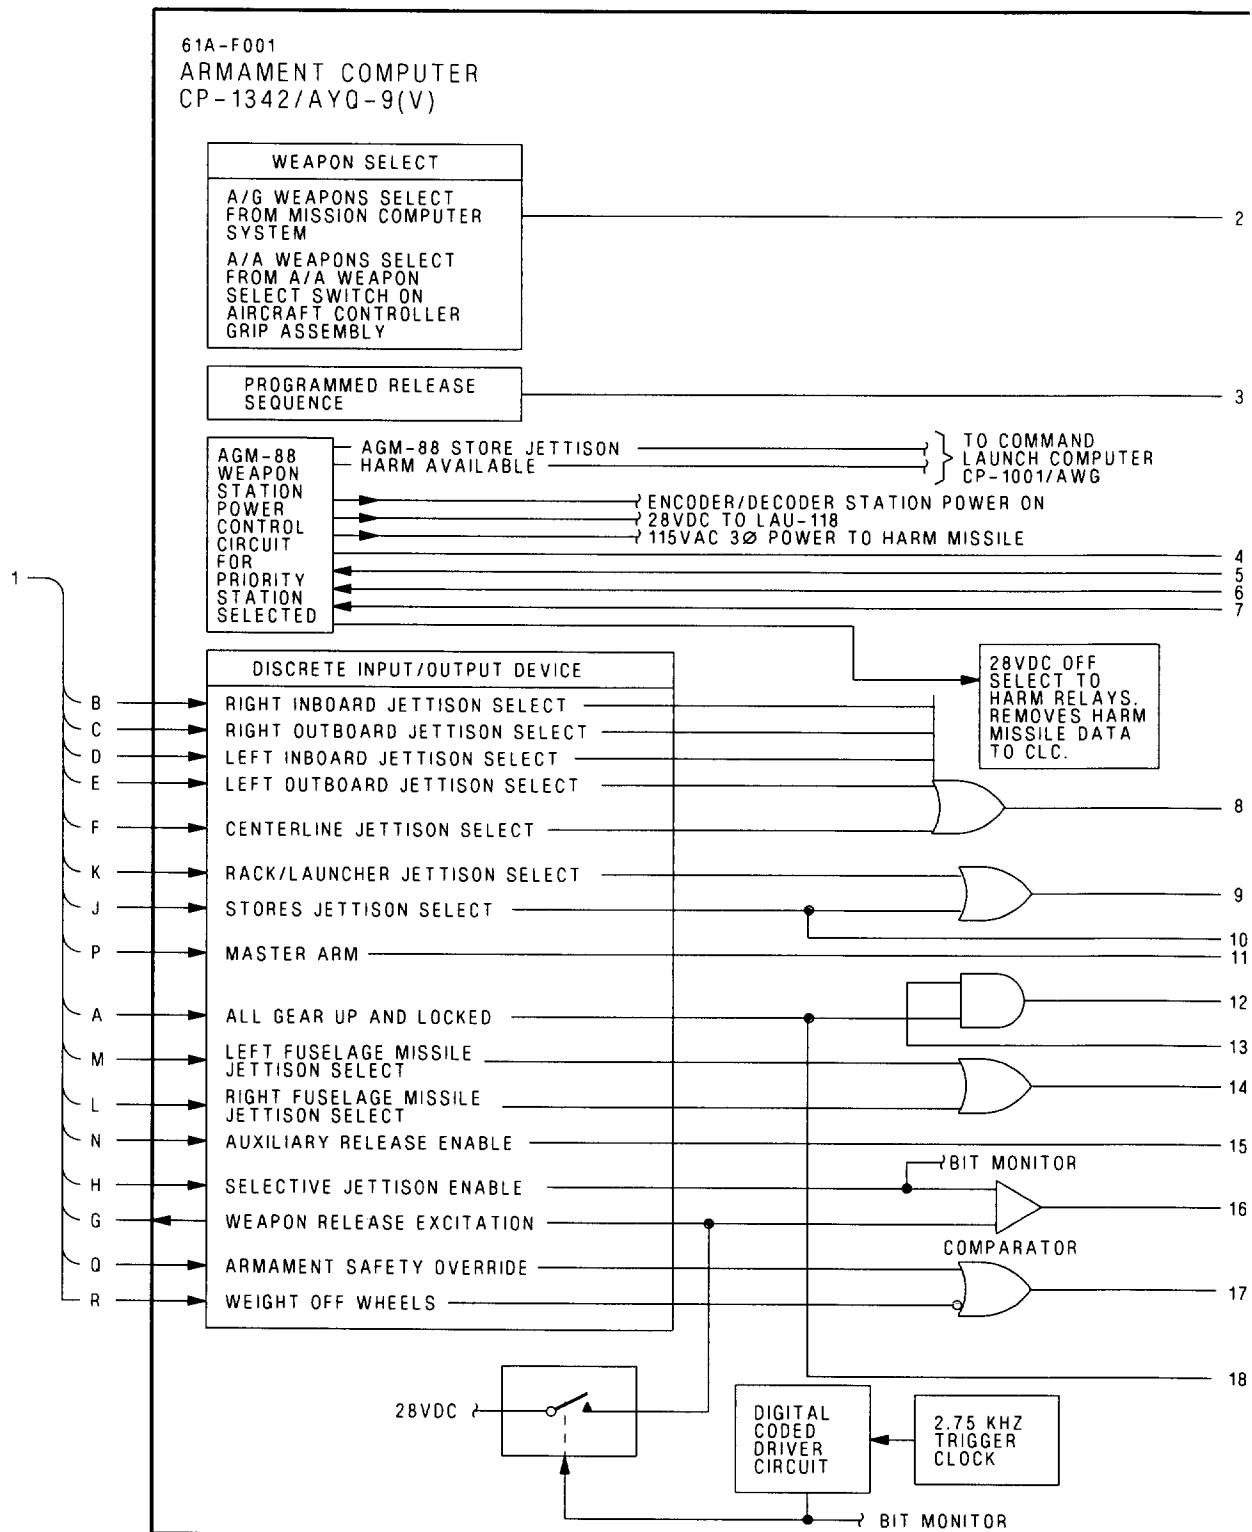 61A-F001
ARMAMENT COMPUTER
CP-1342/AYQ-9(V)
WEAPON SELECT
A/G WEAPONS SELECT
FROM MISSION COMPUTER
SYSTEM
A/A WEAPONS SELECT
FROM A/A WEAPON
SELECT SWITCH ON
AIRCRAFT CONTROLLER
GRIP ASSEMBLY
2
PROGRAMMED RELEASE
SEQUENCE
3
AGM-88
WEAPON
STATION
POWER
CONTROL
CIRCUIT
FOR
PRIORITY
STATION
SELECTED
AGM-88 STORE JETTISON
HARM AVAILABLE
TO COMMAND
LAUNCH COMPUTER
CP-1001/AWG
ENCODER/DECODER STATION POWER ON
28VDC TO LAU-118
115VAC 3Ø POWER TO HARM MISSILE
4
5
6
7
1
28VDC OFF
SELECT TO
HARM RELAYS.
REMOVES HARM
MISSILE DATA
TO CLC.
DISCRETE INPUT/OUTPUT DEVICE
B RIGHT INBOARD JETTISON SELECT
C RIGHT OUTBOARD JETTISON SELECT
D LEFT INBOARD JETTISON SELECT
E LEFT OUTBOARD JETTISON SELECT
8
F CENTERLINE JETTISON SELECT
K RACK/LAUNCHER JETTISON SELECT
9
J STORES JETTISON SELECT
10
P MASTER ARM 11
12
A ALL GEAR UP AND LOCKED
13
M LEFT FUSELAGE MISSILE
JETTISON SELECT
14
L RIGHT FUSELAGE MISSILE
JETTISON SELECT
N AUXILIARY RELEASE ENABLE 15
BIT MONITOR
H SELECTIVE JETTISON ENABLE
16
G WEAPON RELEASE EXCITATION
COMPARATOR
Q ARMAMENT SAFETY OVERRIDE
17
R WEIGHT OFF WHEELS
18
28VDC
DIGITAL
CODED
DRIVER
CIRCUIT
2.75 KHZ
TRIGGER
CLOCK
BIT MONITOR